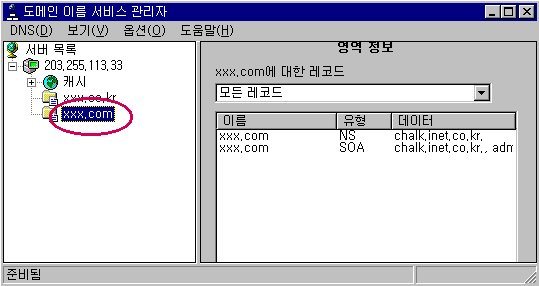 도메인 이름 서비스 관리자
DNS(D) 보기(V) 옵션(O) 도움말(H)
서버 목록
203.255.113.33
캐시
xxx.co.kr
xxx.com
영역 정보
xxx.com에 대한 레코드
모든 레코드
이름 유형 데이터
xxx.com NS chalk.inet.co.kr.
xxx.com SOA chalk.inet.co.kr., adm
준비됨